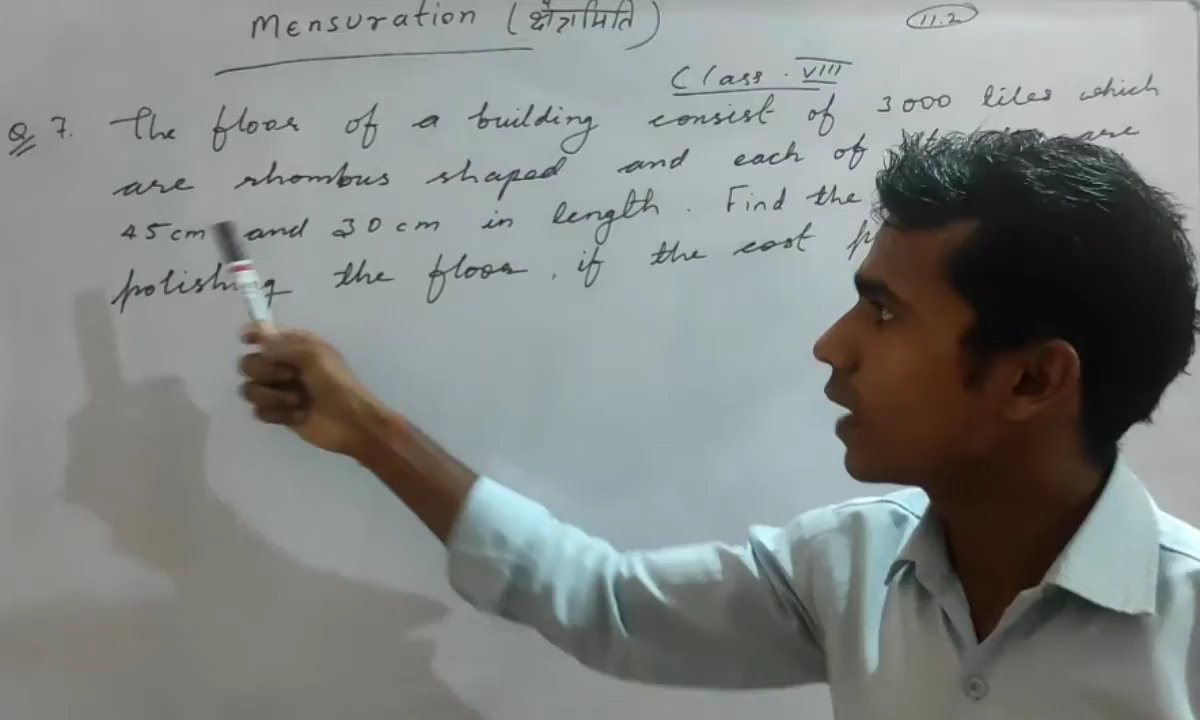 Mensuration (क्षेत्रमिति)
11.2
Class. VIII
Q 7. The floor of a building consist of 3000 tiles which
are rhombus shaped and each of are
45cm and 30cm in length. Find the
polishing the floor, if the cost